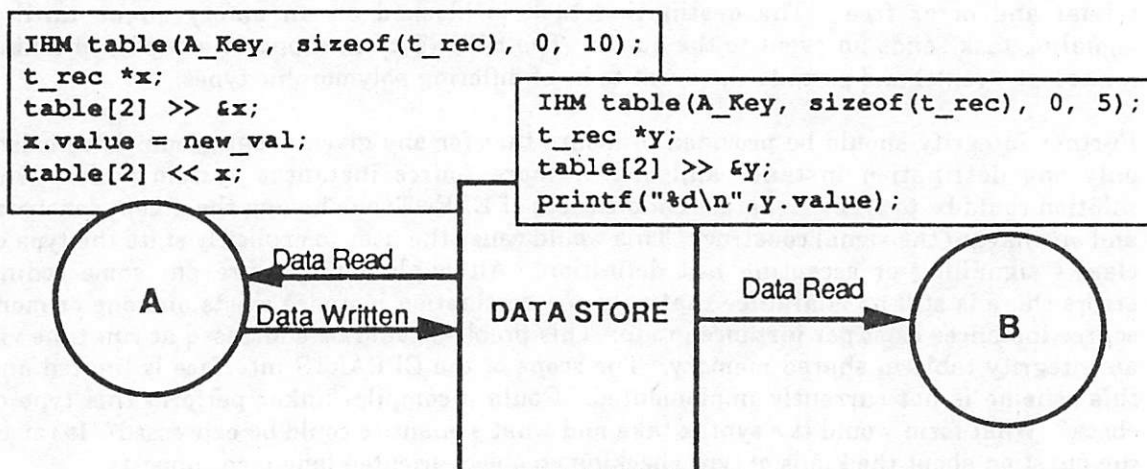 IHM table(A_Key, sizeof(t_rec), 0, 10);
t_rec *x;
table[2] >> &x;
x.value = new_val;
table[2] << x;
IHM table(A_Key, sizeof(t_rec), 0, 5);
t_rec *y;
table[2] >> &y;
printf("%d\n",y.value);
A
Data Read
Data Written
DATA STORE
Data Read
B